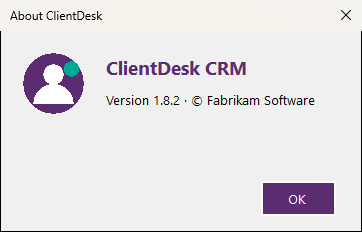 About ClientDesk
ClientDesk CRM
Version 1.8.2 · © Fabrikam Software
OK